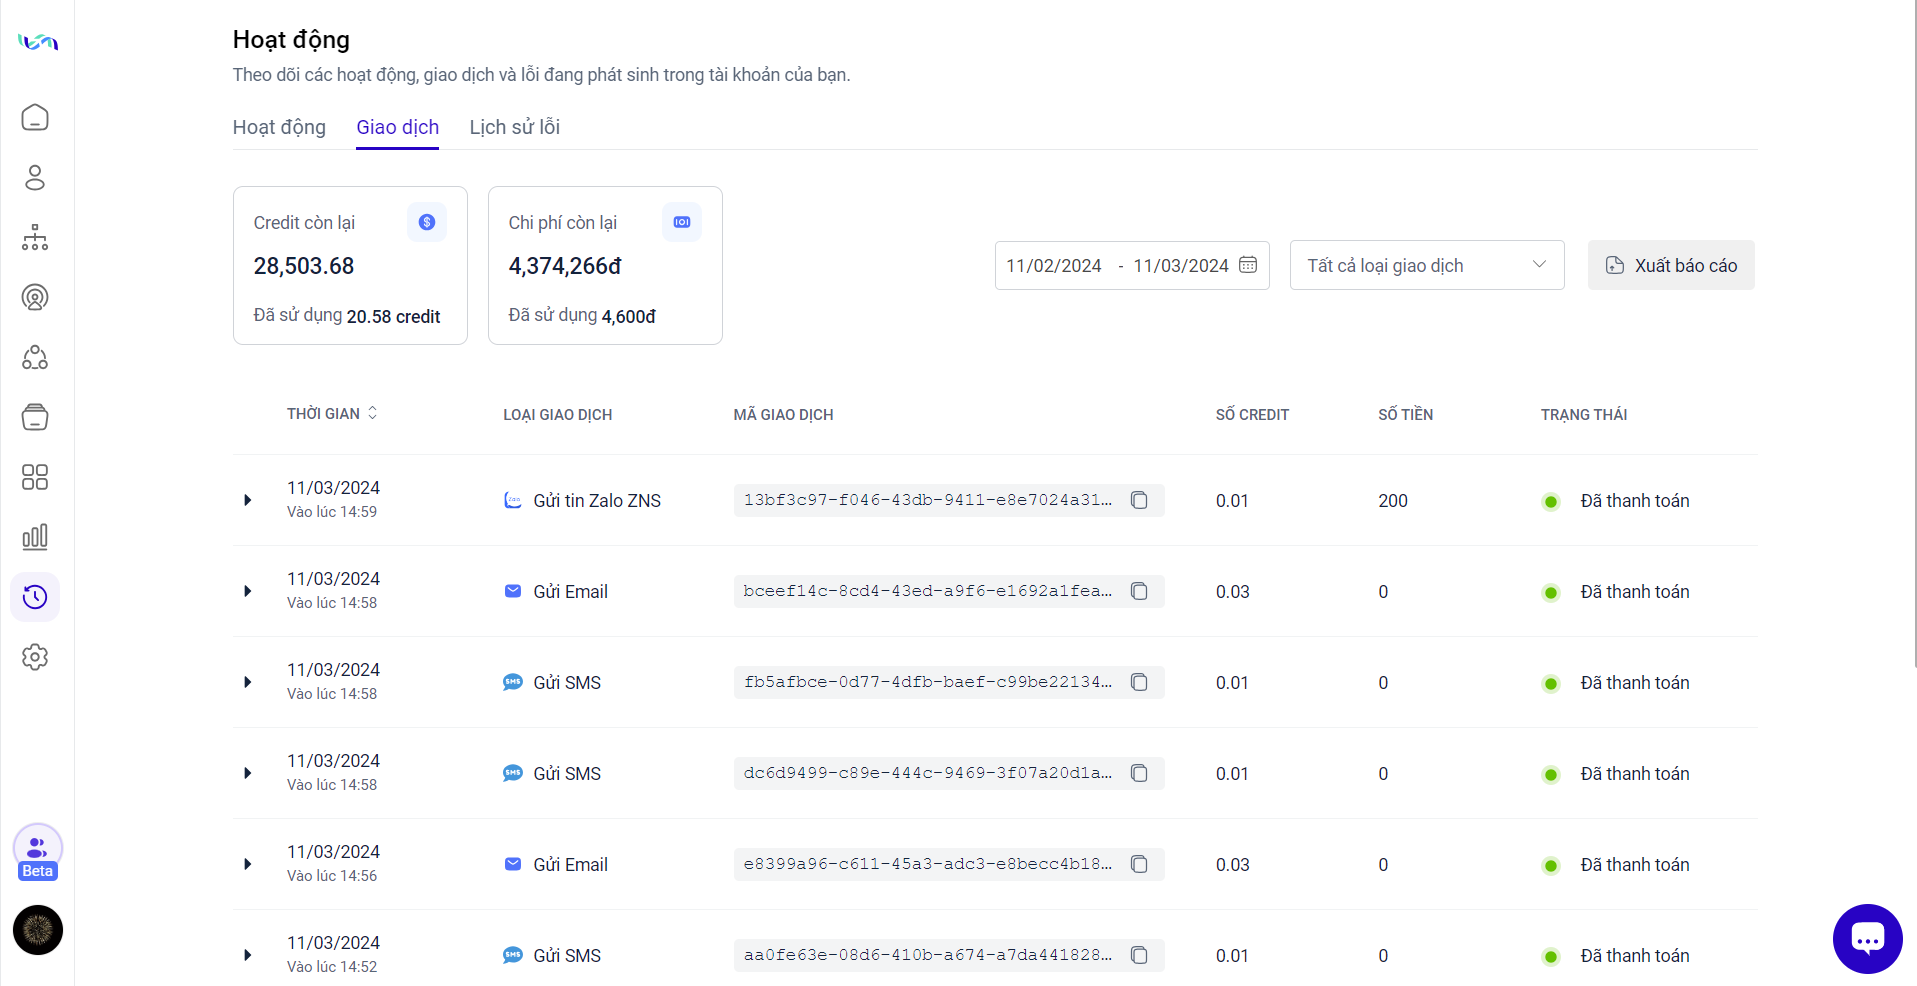 Hoạt động
Theo dõi các hoạt động, giao dịch và lỗi đang phát sinh trong tài khoản của bạn.
Hoạt động Giao dịch Lịch sử lỗi
Credit còn lại
28,503.68
Đã sử dụng 20.58 credit
Chi phí còn lại
4,374,266đ
Đã sử dụng 4,600đ
11/02/2024 - 11/03/2024
Tất cả loại giao dịch
Xuất báo cáo
THỜI GIAN LOẠI GIAO DỊCH MÃ GIAO DỊCH SỐ CREDIT SỐ TIỀN TRẠNG THÁI
11/03/2024
Vào lúc 14:59
Gửi tin Zalo ZNS 13bf3c97-f046-43db-9411-e8e7024a31... 0.01 200 Đã thanh toán
11/03/2024
Vào lúc 14:58
Gửi Email bceef14c-8cd4-43ed-a9f6-e1692a1fea... 0.03 0 Đã thanh toán
11/03/2024
Vào lúc 14:58
SMS Gửi SMS fb5afbce-0d77-4dfb-baef-c99be22134... 0.01 0 Đã thanh toán
11/03/2024
Vào lúc 14:58
SMS Gửi SMS dc6d9499-c89e-444c-9469-3f07a20d1a... 0.01 0 Đã thanh toán
11/03/2024
Vào lúc 14:56
Gửi Email e8399a96-c611-45a3-adc3-e8becc4b18... 0.03 0 Đã thanh toán
11/03/2024
Vào lúc 14:52
SMS Gửi SMS aa0fe63e-08d6-410b-a674-a7da441828... 0.01 0 Đã thanh toán
Beta